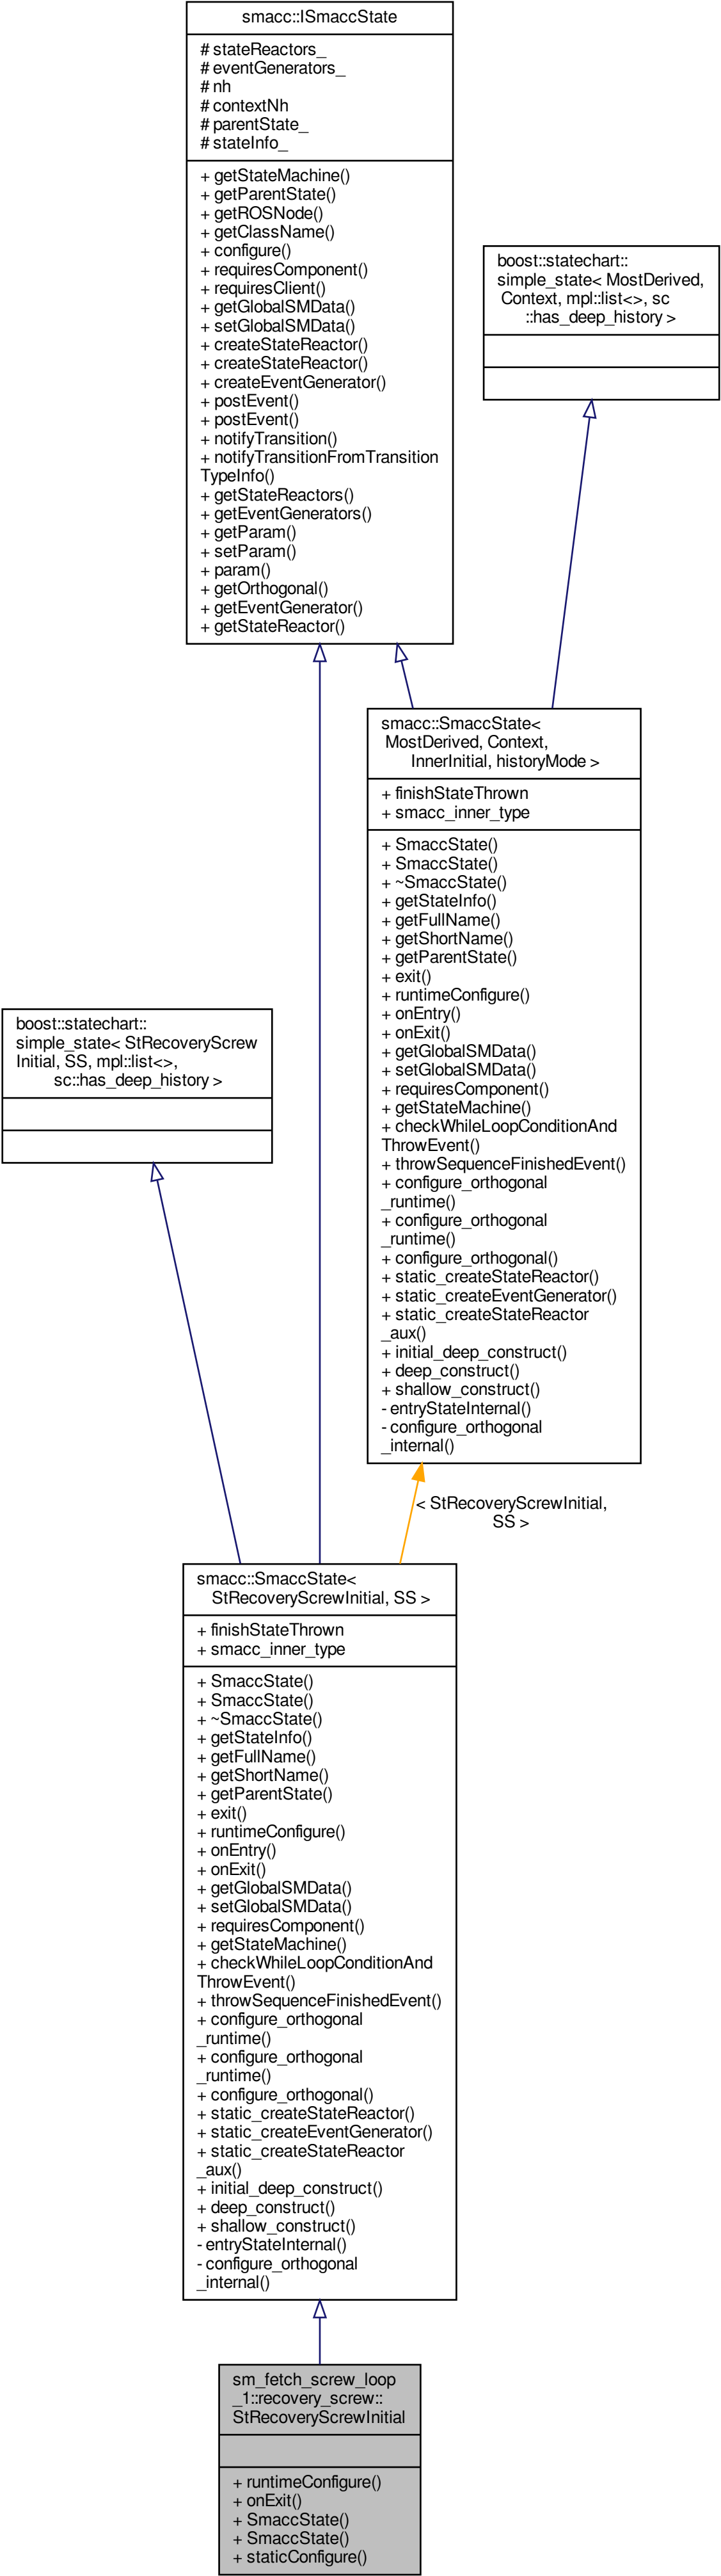 smacc::ISmaccState
# stateReactors_
# eventGenerators_
# nh
# contextNh
# parentState_
# stateInfo_
+ getStateMachine()
+ getParentState()
+ getROSNode()
+ getClassName()
+ configure()
+ requiresComponent()
+ requiresClient()
+ getGlobalSMData()
+ setGlobalSMData()
+ createStateReactor()
+ createStateReactor()
+ createEventGenerator()
+ postEvent()
+ postEvent()
+ notifyTransition()
+ notifyTransitionFromTransition
TypeInfo()
+ getStateReactors()
+ getEventGenerators()
+ getParam()
+ setParam()
+ param()
+ getOrthogonal()
+ getEventGenerator()
+ getStateReactor()
boost::statechart::
simple_state< MostDerived,
Context, mpl::list<>, sc
::has_deep_history >
smacc::SmaccState<
MostDerived, Context,
InnerInitial, historyMode >
+ finishStateThrown
+ smacc_inner_type
+ SmaccState()
+ SmaccState()
+ ~SmaccState()
+ getStateInfo()
+ getFullName()
+ getShortName()
+ getParentState()
+ exit()
+ runtimeConfigure()
+ onEntry()
+ onExit()
+ getGlobalSMData()
+ setGlobalSMData()
+ requiresComponent()
+ getStateMachine()
+ checkWhileLoopConditionAnd
ThrowEvent()
+ throwSequenceFinishedEvent()
+ configure_orthogonal
_runtime()
+ configure_orthogonal
_runtime()
+ configure_orthogonal()
+ static_createStateReactor()
+ static_createEventGenerator()
+ static_createStateReactor
_aux()
+ initial_deep_construct()
+ deep_construct()
+ shallow_construct()
- entryStateInternal()
- configure_orthogonal
_internal()
boost::statechart::
simple_state< StRecoveryScrew
Initial, SS, mpl::list<>,
sc::has_deep_history >
< StRecoveryScrewInitial,
SS >
smacc::SmaccState<
StRecoveryScrewInitial, SS >
+ finishStateThrown
+ smacc_inner_type
+ SmaccState()
+ SmaccState()
+ ~SmaccState()
+ getStateInfo()
+ getFullName()
+ getShortName()
+ getParentState()
+ exit()
+ runtimeConfigure()
+ onEntry()
+ onExit()
+ getGlobalSMData()
+ setGlobalSMData()
+ requiresComponent()
+ getStateMachine()
+ checkWhileLoopConditionAnd
ThrowEvent()
+ throwSequenceFinishedEvent()
+ configure_orthogonal
_runtime()
+ configure_orthogonal
_runtime()
+ configure_orthogonal()
+ static_createStateReactor()
+ static_createEventGenerator()
+ static_createStateReactor
_aux()
+ initial_deep_construct()
+ deep_construct()
+ shallow_construct()
- entryStateInternal()
- configure_orthogonal
_internal()
sm_fetch_screw_loop
_1::recovery_screw::
StRecoveryScrewInitial
+ runtimeConfigure()
+ onExit()
+ SmaccState()
+ SmaccState()
+ staticConfigure()